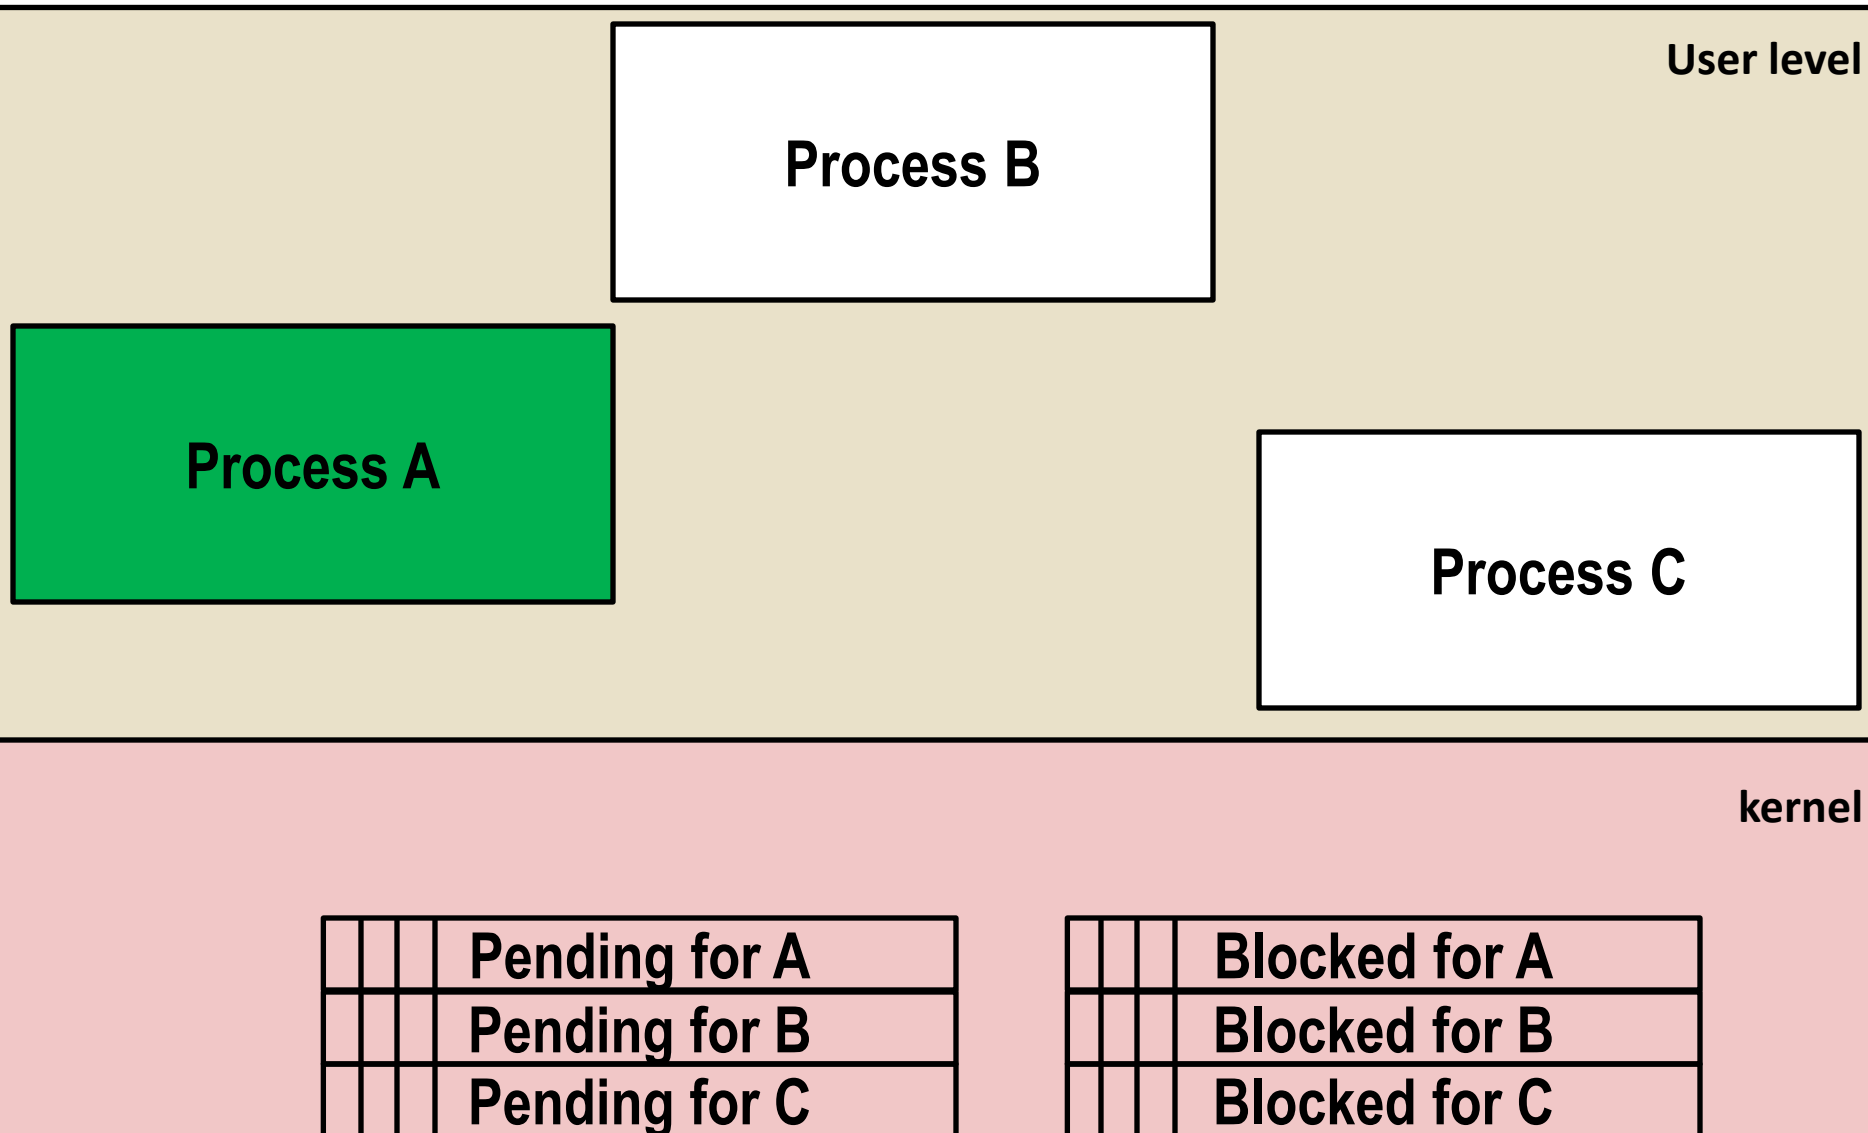 User level
Process B
Process A
Process C
kernel
Pending for A
Blocked for A
Pending for B
Blocked for B
Pending for C
Blocked for C